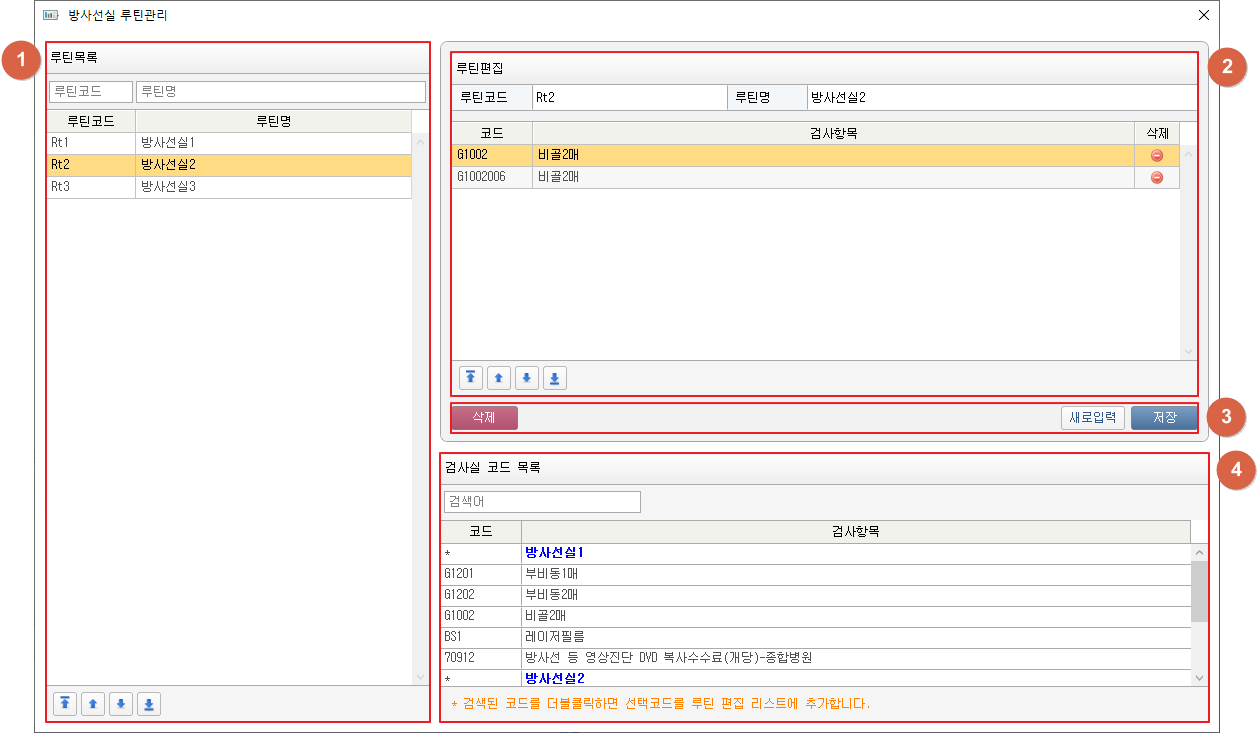 방사선실 루틴관리
1
루틴목록
루틴코드 루틴명
루틴코드 루틴명
Rt1 방사선실1
Rt2 방사선실2
Rt3 방사선실3
2
루틴편집
루틴코드 Rt2 루틴명 방사선실2
코드 검사항목 삭제
G1002 비골2매
G1002006 비골2매
삭제 새로입력 저장
3
4
검사실 코드 목록
검색어
코드 검사항목
* 방사선실1
G1201 부비동1매
G1202 부비동2매
G1002 비골2매
BS1 레이저필름
70912 방사선 등 영상진단 DVD 복사수수료(개당)-종합병원
* 방사선실2
* 검색된 코드를 더블클릭하면 선택코드를 루틴 편집 리스트에 추가합니다.